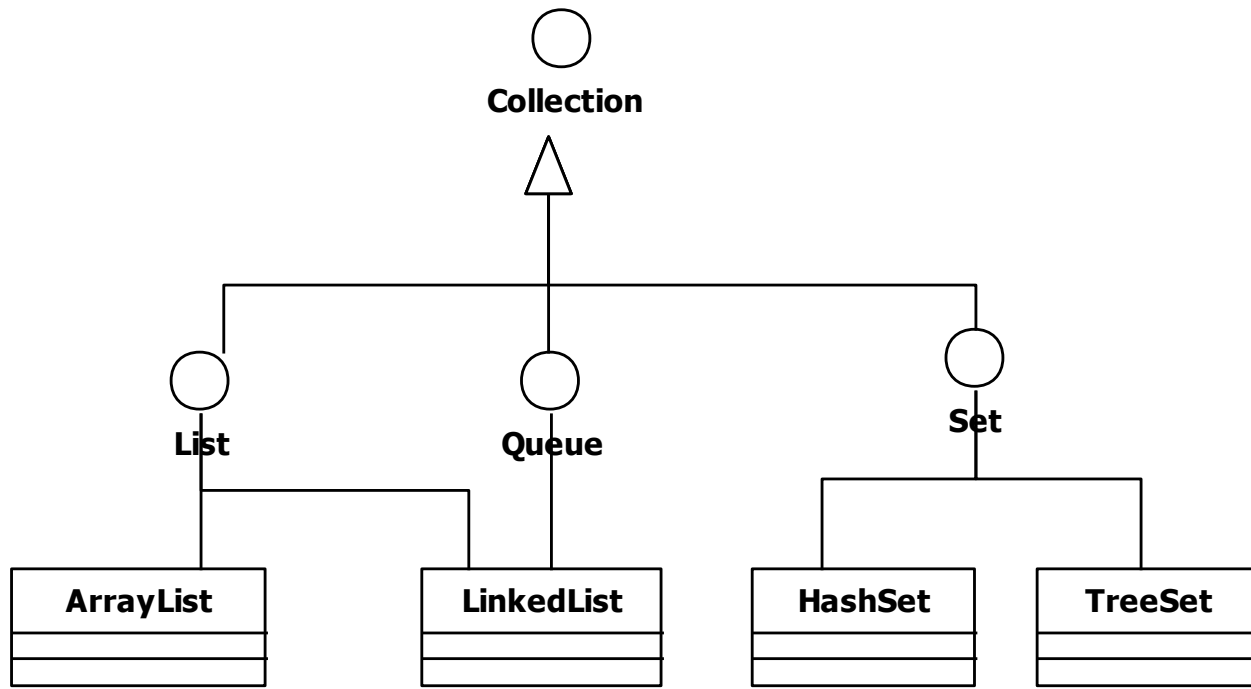 Collection
List
Queue
Set
ArrayList
LinkedList
HashSet
TreeSet